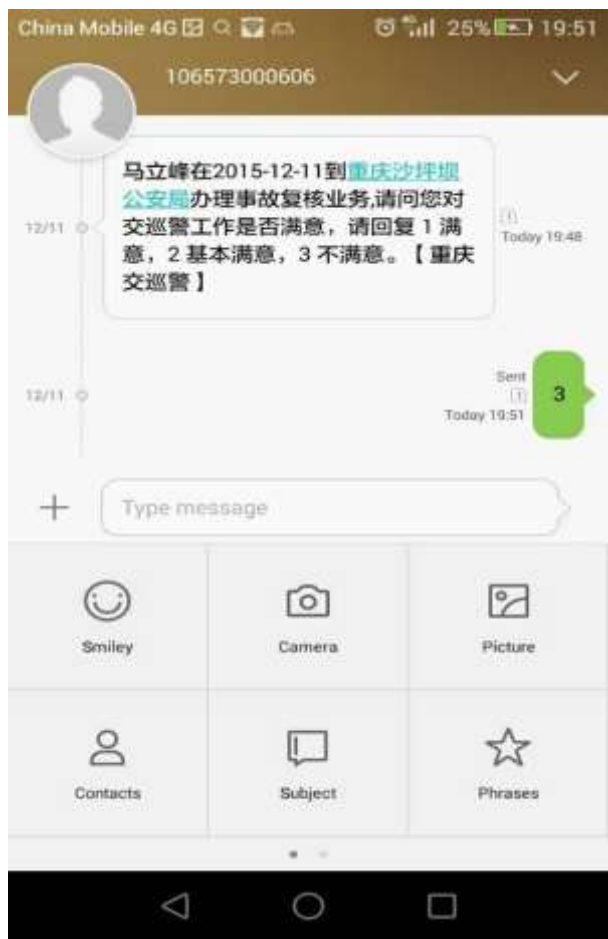 China Mobile 4G 25% 19:51
106573000606
马立峰在2015-12-11到重庆沙坪坝
公安局办理事故复核业务,请问您对
交巡警工作是否满意，请回复 1 满
意，2 基本满意，3 不满意。【 重庆
交巡警 】
12/11
1
Today 19:48
Sent
1
Today 19:51
3
12/11
Type message
Smiley Camera Picture
Contacts Subject Phrases